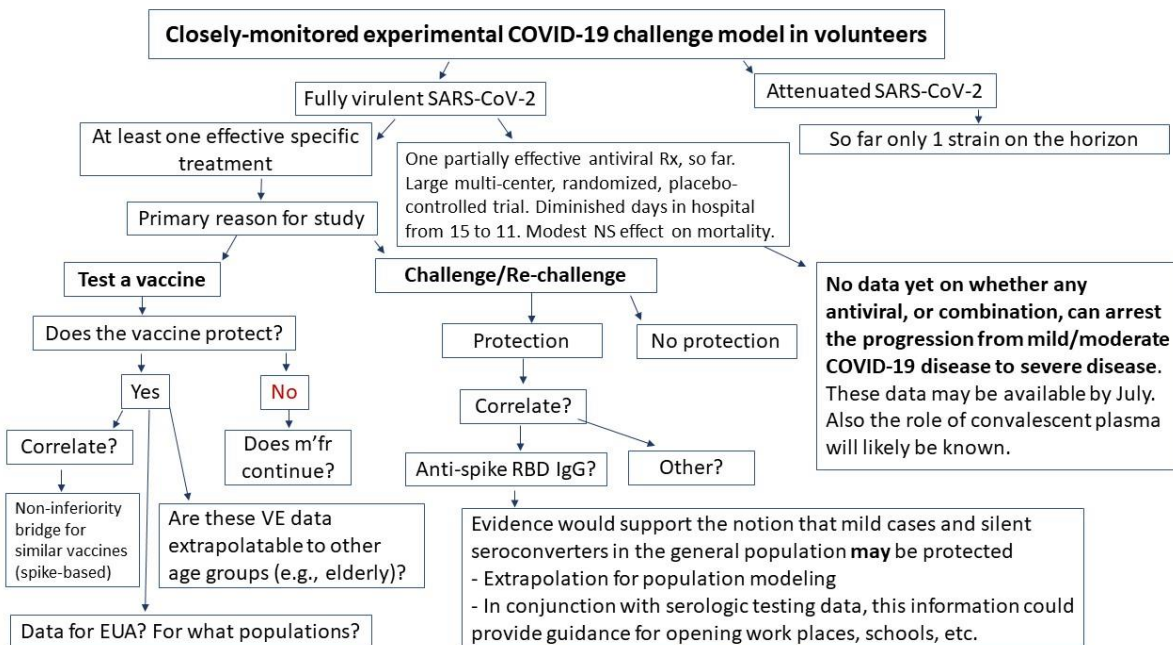 Closely-monitored experimental COVID-19 challenge model in volunteers
Fully virulent SARS-CoV-2
Attenuated SARS-CoV-2
So far only 1 strain on the horizon
At least one effective specific
treatment
One partially effective antiviral Rx, so far.
Large multi-center, randomized, placebo-
controlled trial. Diminished days in hospital
from 15 to 11. Modest NS effect on mortality.
Primary reason for study
Test a vaccine
Challenge/Re-challenge
No data yet on whether any
antiviral, or combination, can arrest
the progression from mild/moderate
COVID-19 disease to severe disease.
These data may be available by July.
Also the role of convalescent plasma
will likely be known.
Does the vaccine protect?
Protection
No protection
Yes
No
Correlate?
Correlate?
Does m'fr
continue?
Anti-spike RBD IgG?
Other?
Non-inferiority
bridge for
similar vaccines
(spike-based)
Are these VE data
extrapolatable to other
age groups (e.g., elderly)?
Evidence would support the notion that mild cases and silent
seroconverters in the general population may be protected
- Extrapolation for population modeling
- In conjunction with serologic testing data, this information could
provide guidance for opening work places, schools, etc.
Data for EUA? For what populations?